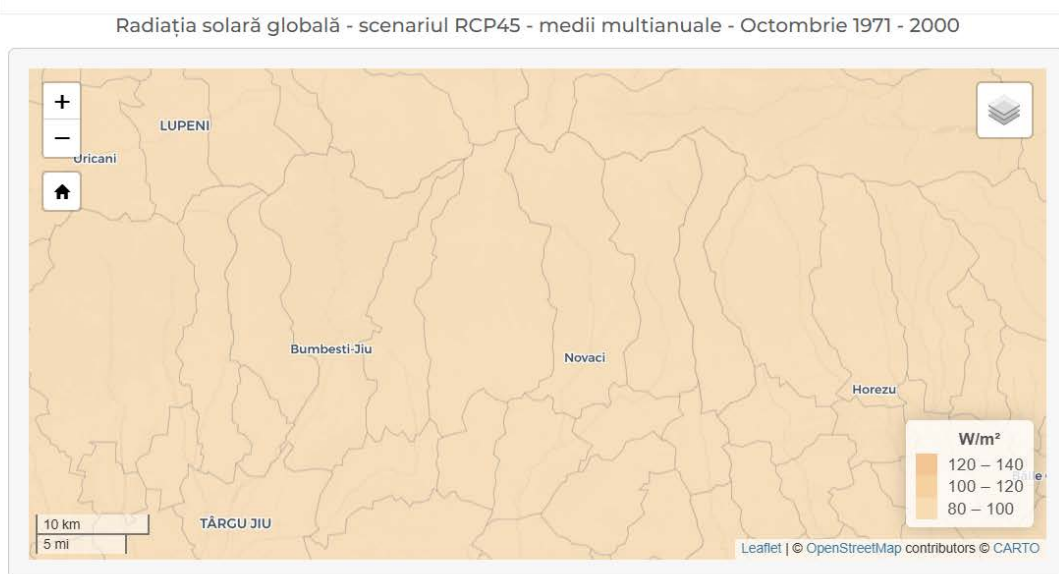 Radiația solară globală - scenariul RCP45 - medii multianuale - Octombrie 1971 - 2000
+
−
LUPENI
Uricani
Bumbesti-Jiu
Novaci
Horezu
W/m²
120 – 140
100 – 120
80 – 100
TÂRGU JIU
10 km
5 mi
Leaflet | © OpenStreetMap contributors © CARTO